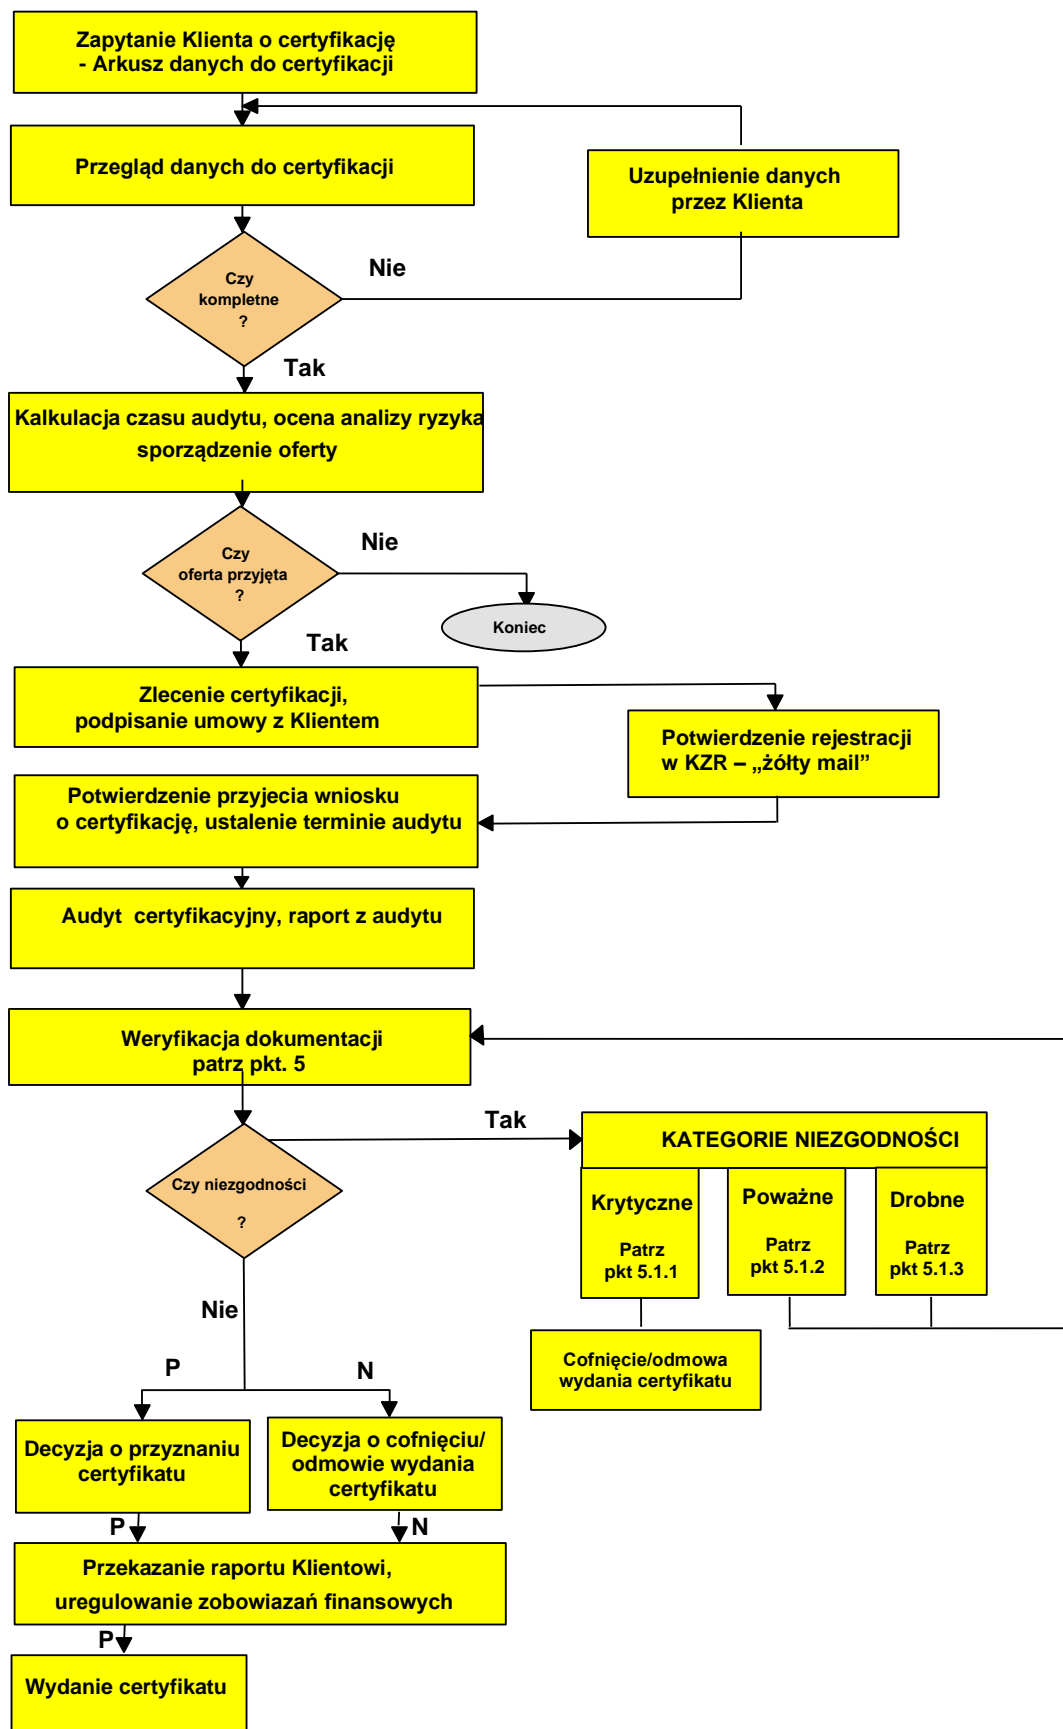 Zapytanie Klienta o certyfikację
- Arkusz danych do certyfikacji
Przegląd danych do certyfikacji
Uzupełnienie danych
przez Klienta
Czy
kompletne
?
Nie
Tak
Kalkulacja czasu audytu, ocena analizy ryzyka
sporządzenie oferty
Czy
oferta przyjęta
?
Nie
Koniec
Tak
Zlecenie certyfikacji,
podpisanie umowy z Klientem
Potwierdzenie rejestracji
w KZR – „żółty mail”
Potwierdzenie przyjecia wniosku
o certyfikację, ustalenie terminie audytu
Audyt certyfikacyjny, raport z audytu
Weryfikacja dokumentacji
patrz pkt. 5
Czy niezgodności
?
Tak
KATEGORIE NIEZGODNOŚCI
Krytyczne
Patrz
pkt 5.1.1
Poważne
Patrz
pkt 5.1.2
Drobne
Patrz
pkt 5.1.3
Cofnięcie/odmowa
wydania certyfikatu
Nie
P
N
Decyzja o przyznaniu
certyfikatu
Decyzja o cofnięciu/
odmowie wydania
certyfikatu
P
N
Przekazanie raportu Klientowi,
uregulowanie zobowiazań finansowych
P
Wydanie certyfikatu